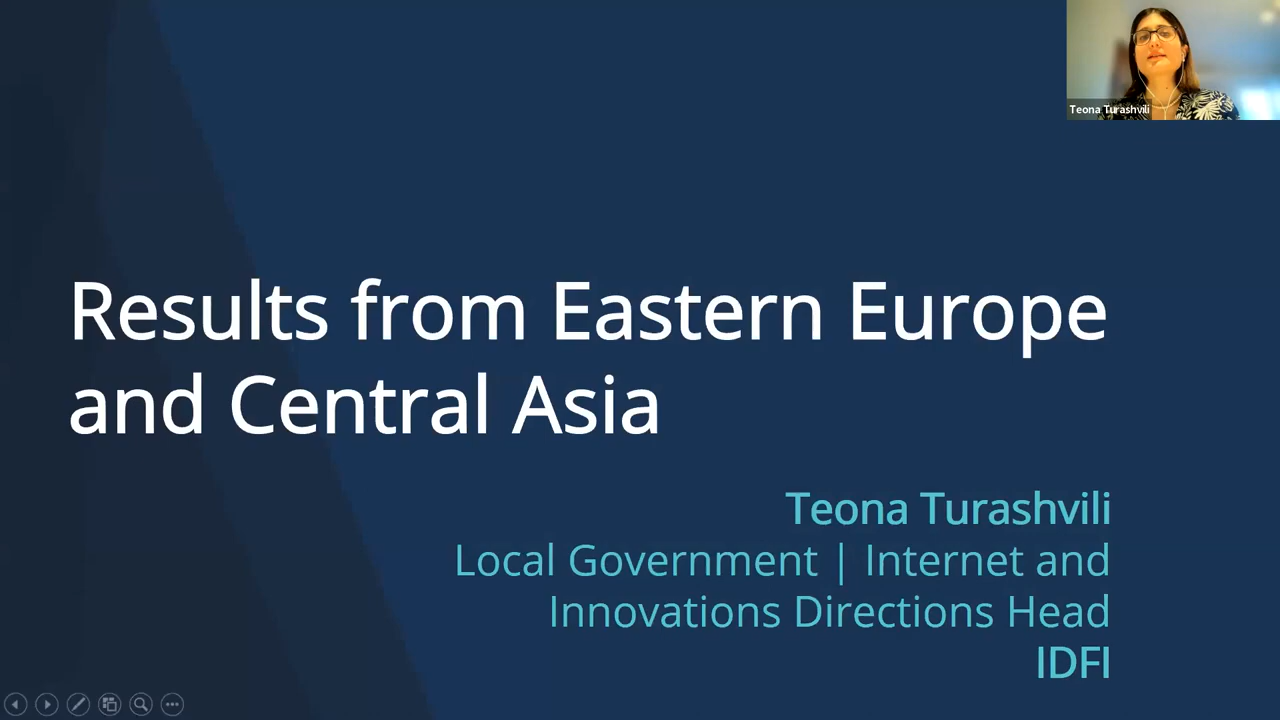 Teona Turashvili
Results from Eastern Europe
and Central Asia
Teona Turashvili
Local Government | Internet and
Innovations Directions Head
IDFI